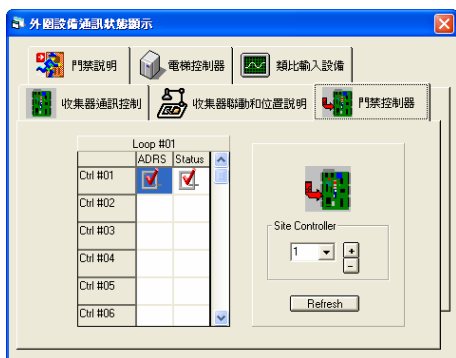 外圍設備通訊狀態顯示
門禁說明
電梯控制器
類比輸入設備
收集器通訊控制
收集器聯動和位置說明
門禁控制器
Loop #01
ADRS Status
Ctrl #01
Ctrl #02
Ctrl #03
Ctrl #04
Ctrl #05
Ctrl #06
Site Controller
1
+
-
Refresh